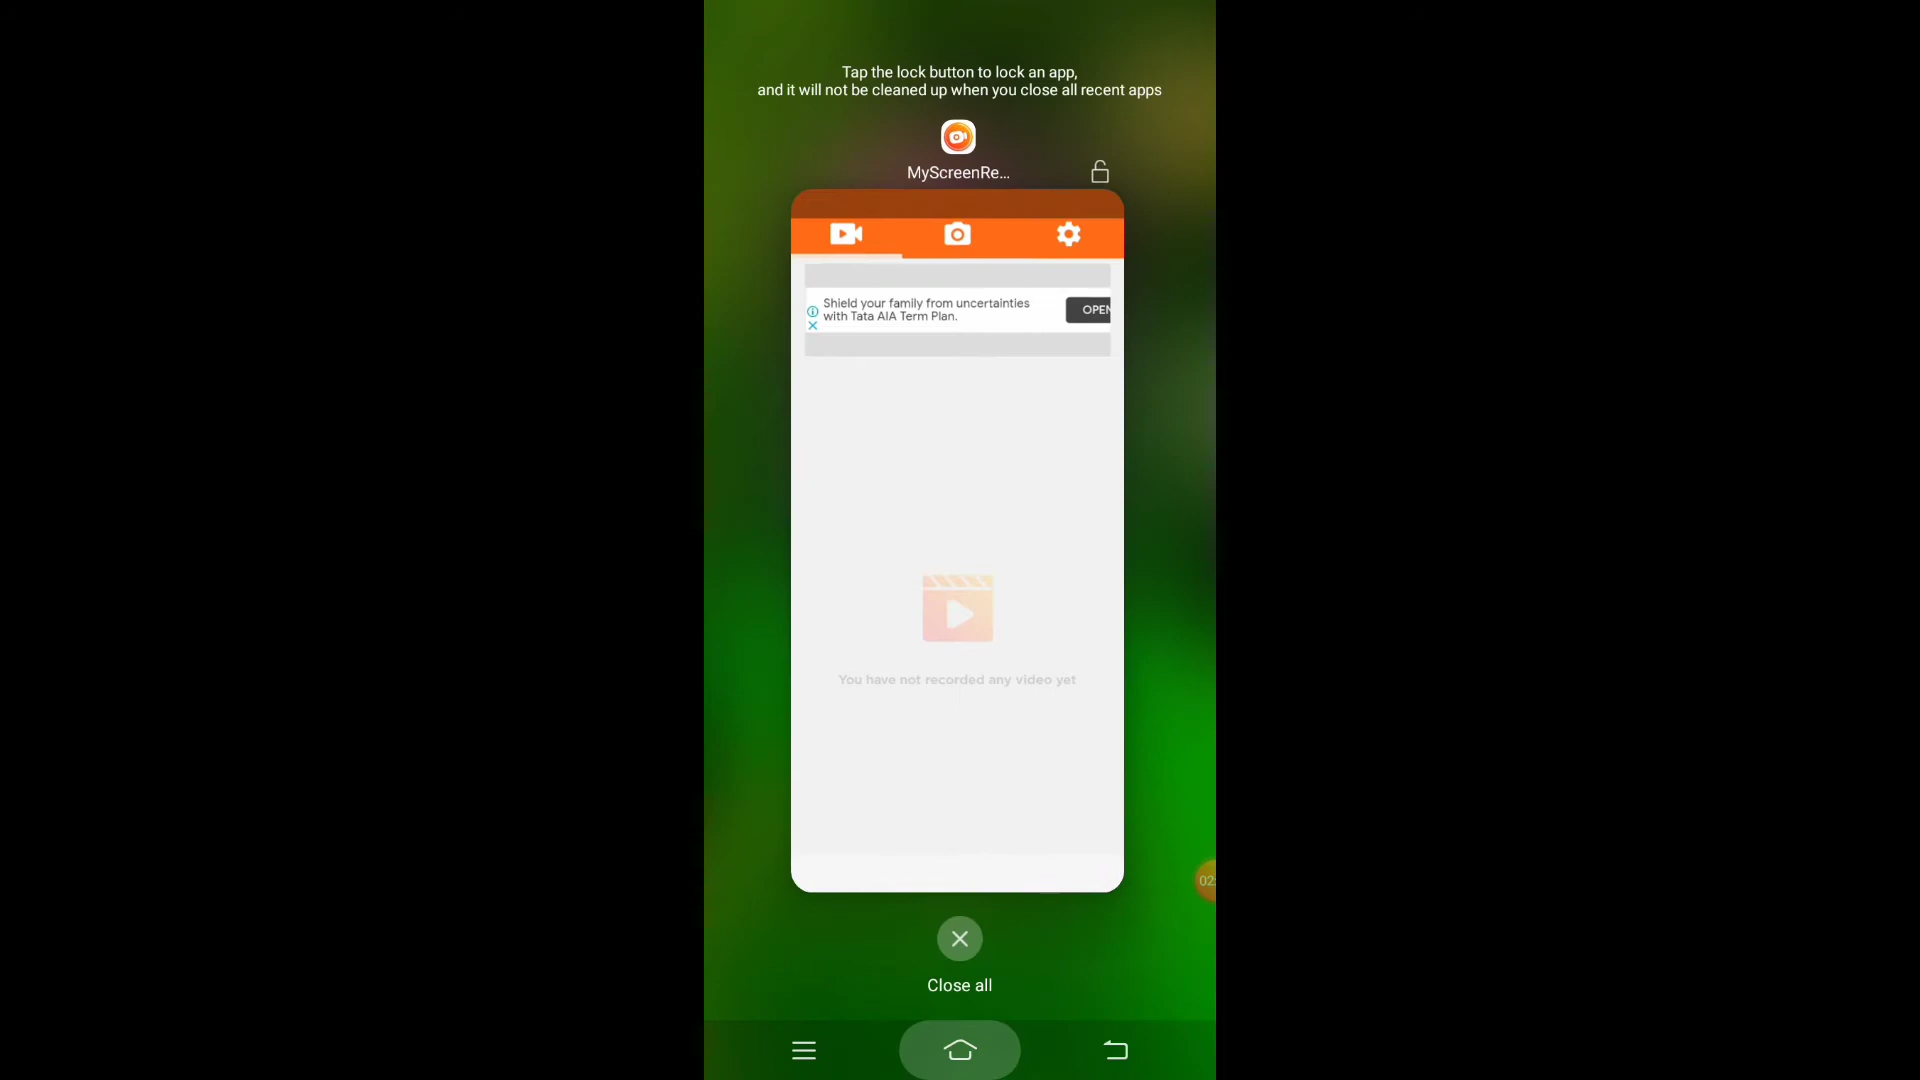 Tap the lock button to lock an app,
and it will not be cleaned up when you close all recent apps
MyScreenRe...
Shield your family from uncertainties
with Tata AIA Term Plan.
OPEN
You have not recorded any video yet
02:
Close all